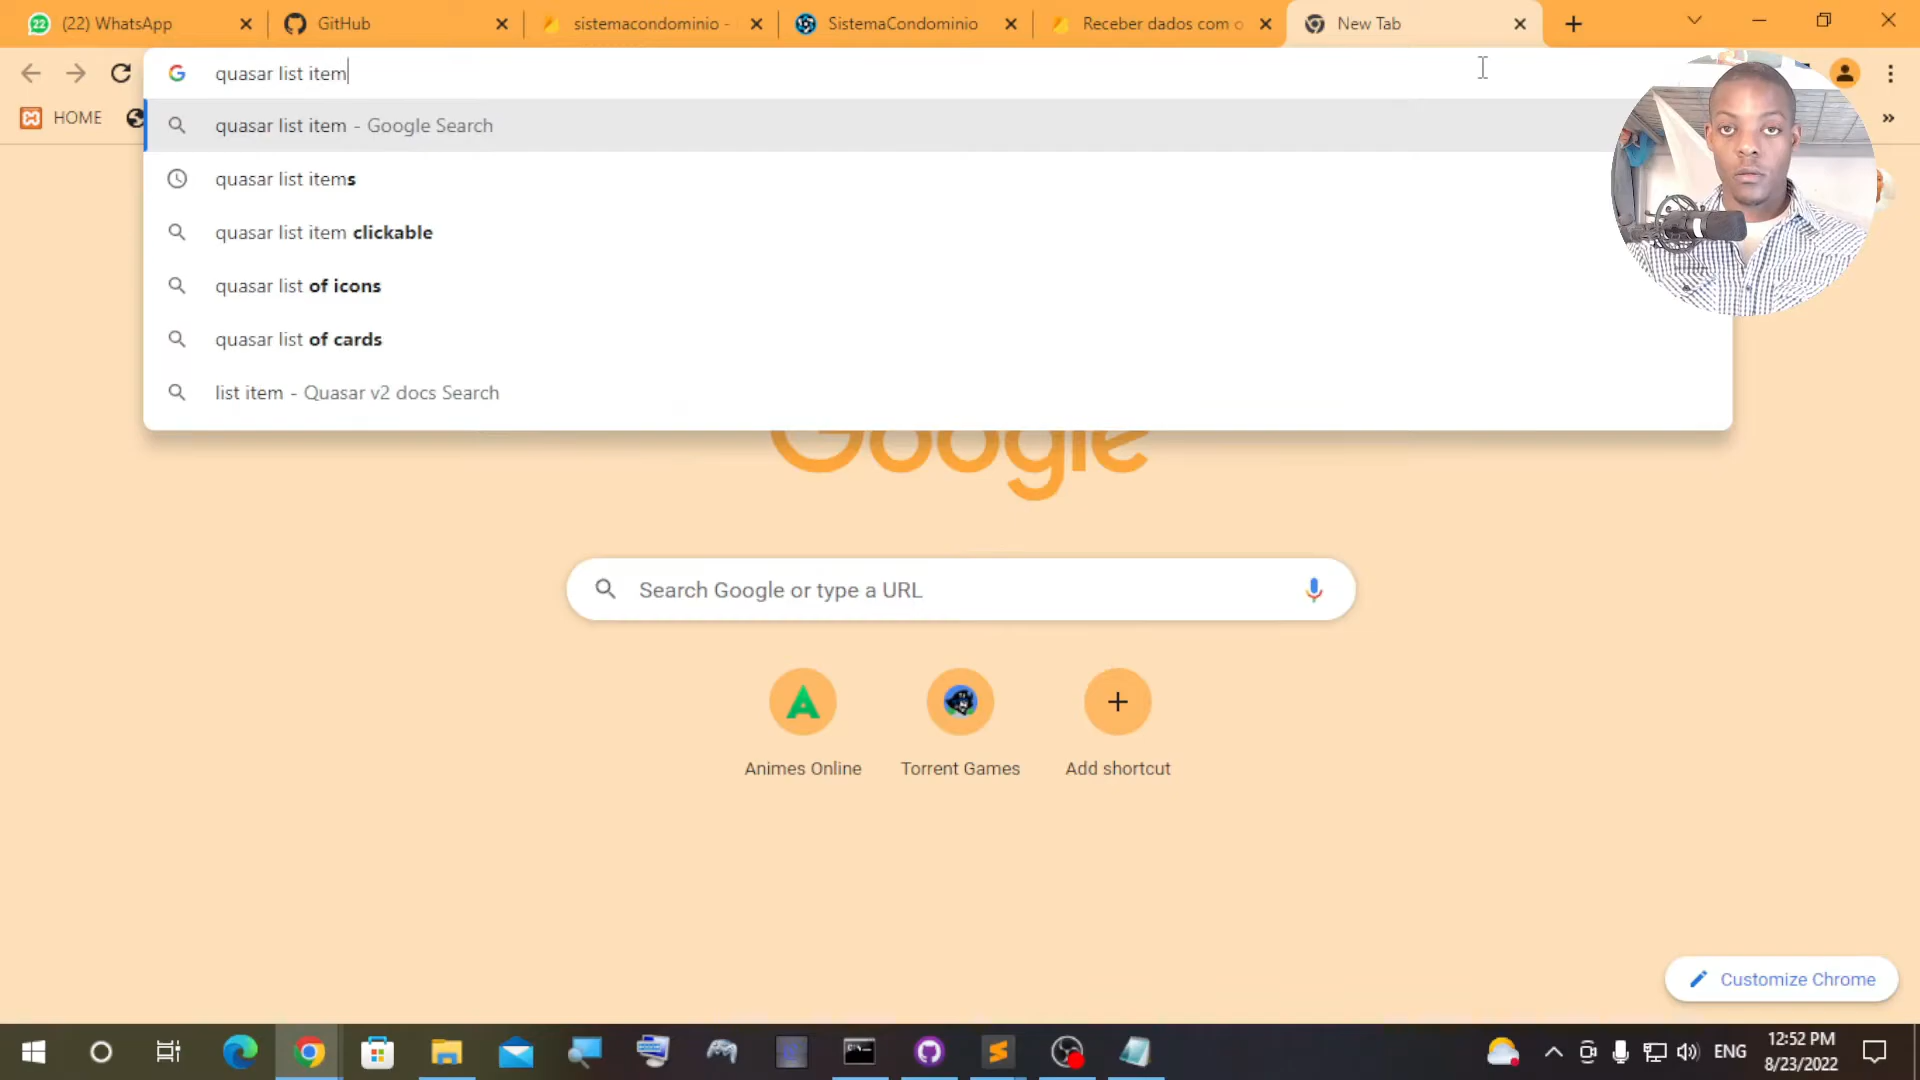 22 (22) WhatsApp
GitHub
sistemacondominio -
SistemaCondominio
Receber dados com o
New Tab
quasar list item
HOME
»
quasar list item - Google Search
quasar list items
quasar list item clickable
quasar list of icons
quasar list of cards
list item - Quasar v2 docs Search
Google
Search Google or type a URL
Animes Online
Torrent Games
Add shortcut
Customize Chrome
ENG
12:52 PM
8/23/2022